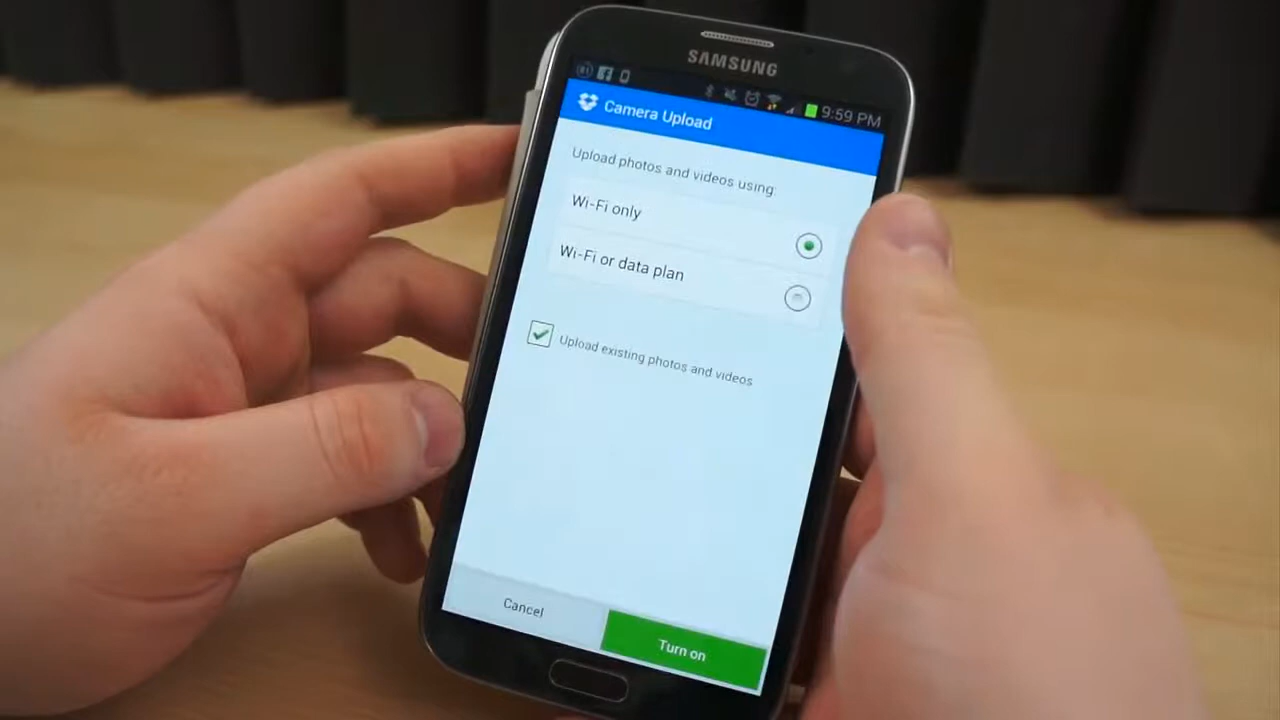 SAMSUNG
9:59 PM
Camera Upload
Upload photos and videos using:
Wi-Fi only
Wi-Fi or data plan
Upload existing photos and videos
Cancel
Turn on